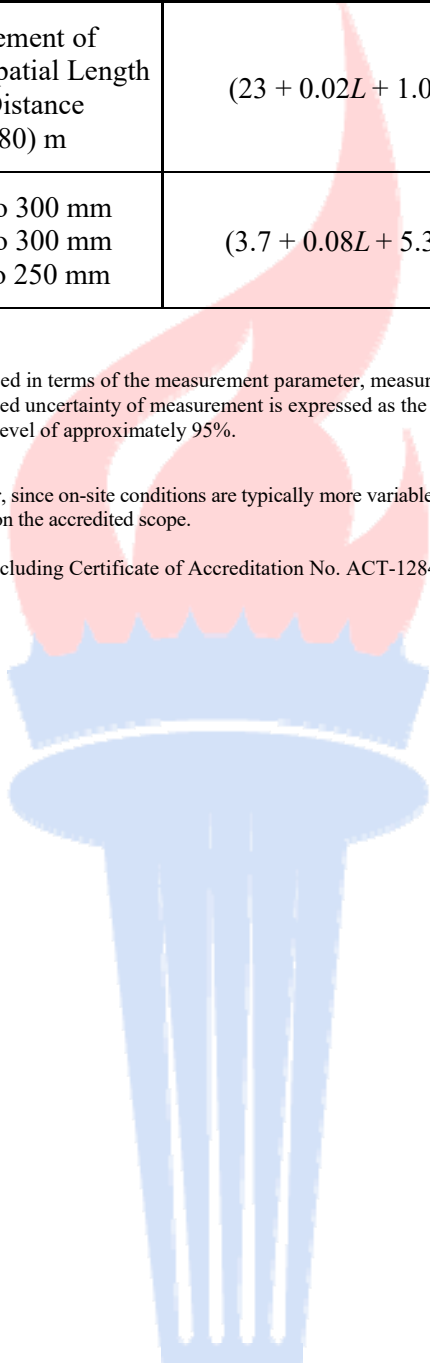 ement of
patial Length
Distance
80) m
(23 + 0.02L + 1.0
o 300 mm
o 300 mm
o 250 mm
(3.7 + 0.08L + 5.3
ed in terms of the measurement parameter, measur
ed uncertainty of measurement is expressed as the
evel of approximately 95%.
, since on-site conditions are typically more variable
on the accredited scope.
cluding Certificate of Accreditation No. ACT-1284